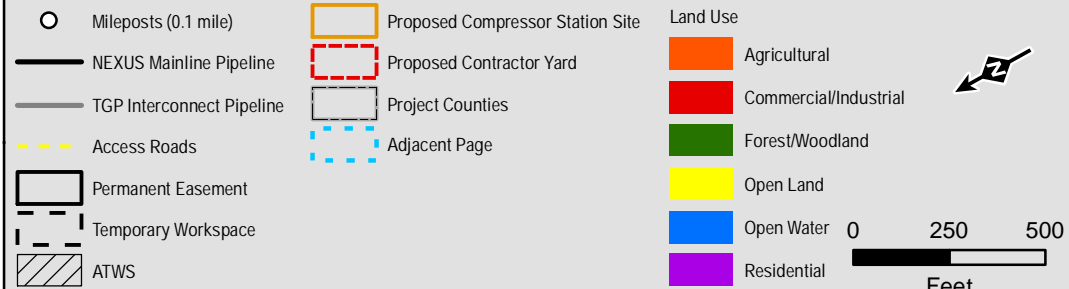 Mileposts (0.1 mile)
NEXUS Mainline Pipeline
TGP Interconnect Pipeline
Access Roads
Permanent Easement
Temporary Workspace
ATWS
Proposed Compressor Station Site
Proposed Contractor Yard
Project Counties
Adjacent Page
Land Use
Agricultural
Commercial/Industrial
Forest/Woodland
Open Land
Open Water
Residential
N
0 250 500
Feet